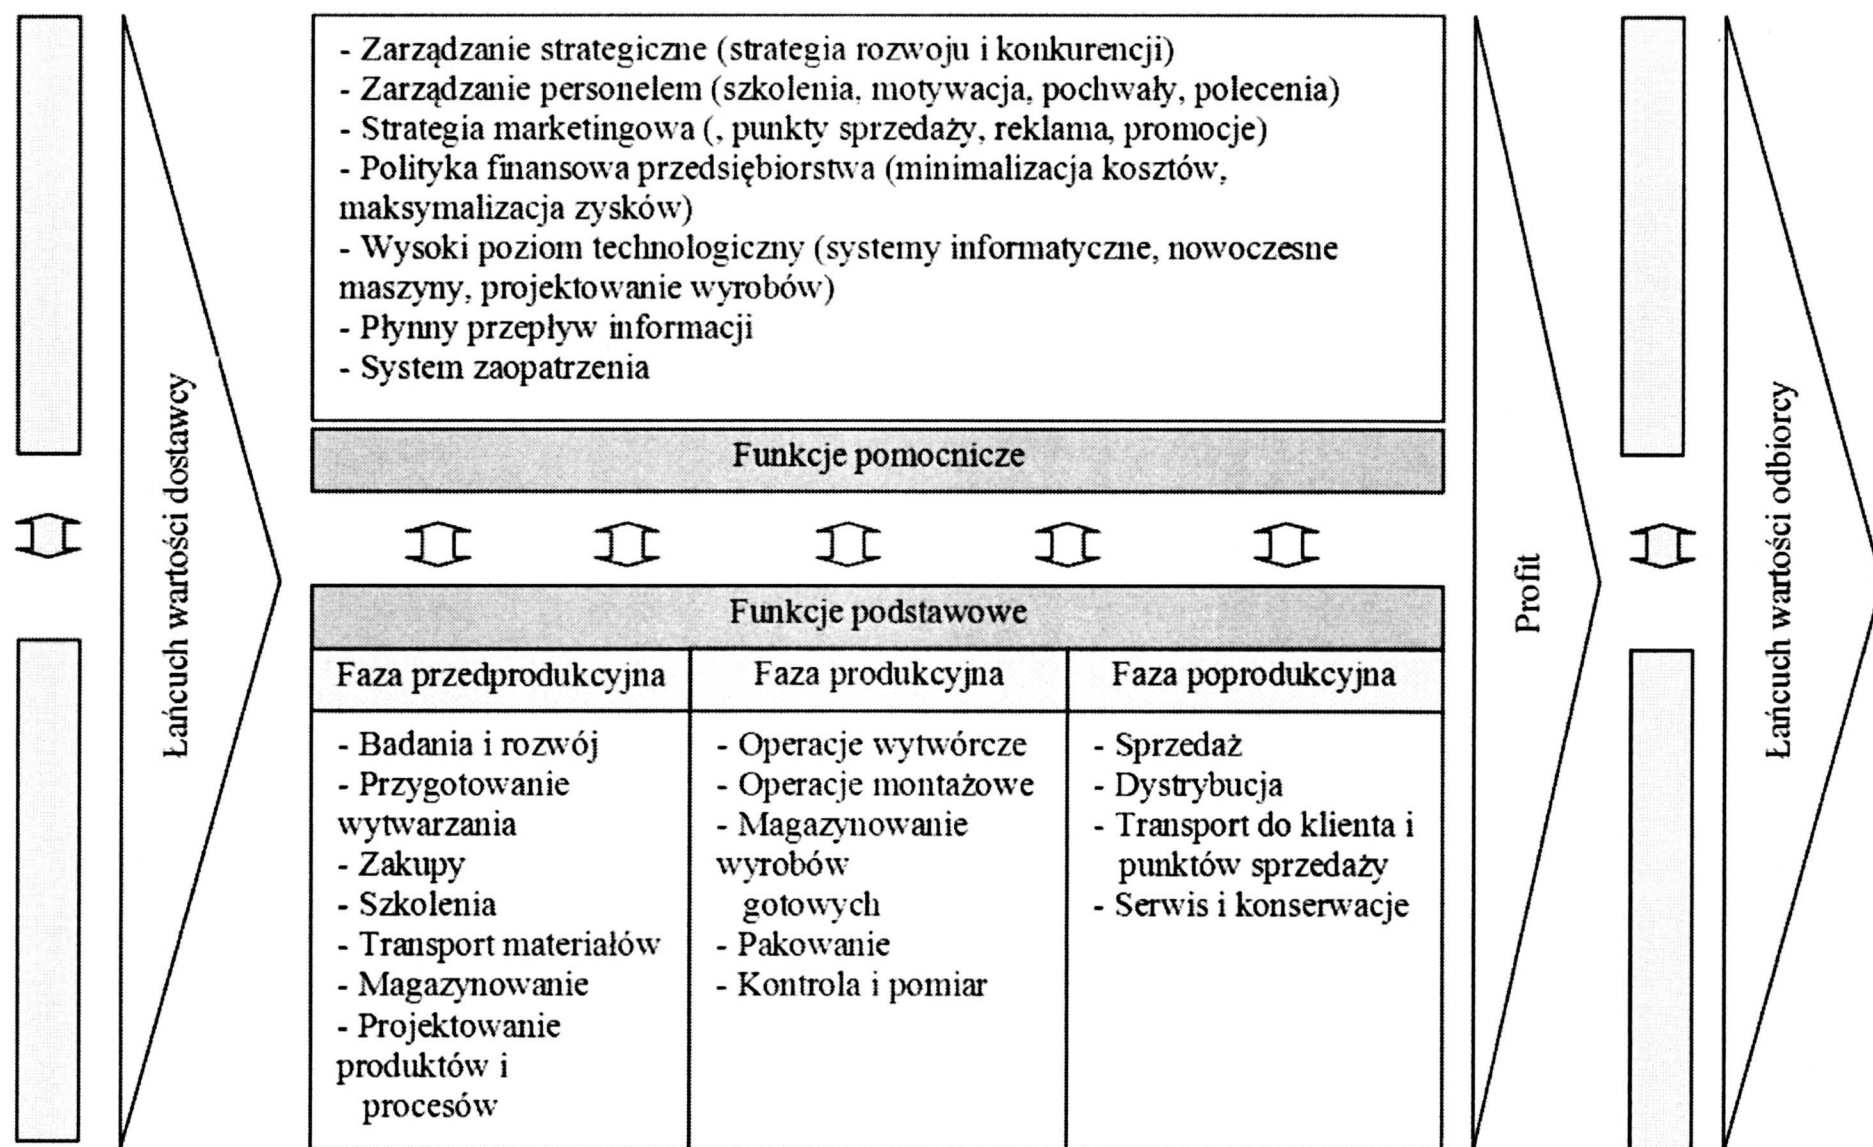 Łańcuch wartości dostawcy
- Zarządzanie strategiczne (strategia rozwoju i konkurencji)
- Zarządzanie personelem (szkolenia, motywacja, pochwały, polecenia)
- Strategia marketingowa (, punkty sprzedaży, reklama, promocje)
- Polityka finansowa przedsiębiorstwa (minimalizacja kosztów,
maksymalizacja zysków)
- Wysoki poziom technologiczny (systemy informatyczne, nowoczesne
maszyny, projektowanie wyrobów)
- Płynny przepływ informacji
- System zaopatrzenia
Funkcje pomocnicze
Funkcje podstawowe
Faza przedprodukcyjna
- Badania i rozwój
- Przygotowanie
wytwarzania
- Zakupy
- Szkolenia
- Transport materiałów
- Magazynowanie
- Projektowanie
produktów i
procesów
Faza produkcyjna
- Operacje wytwórcze
- Operacje montażowe
- Magazynowanie
wyrobów
gotowych
- Pakowanie
- Kontrola i pomiar
Faza poprodukcyjna
- Sprzedaż
- Dystrybucja
- Transport do klienta i
punktów sprzedaży
- Serwis i konserwacje
Profit
Łańcuch wartości odbiorcy